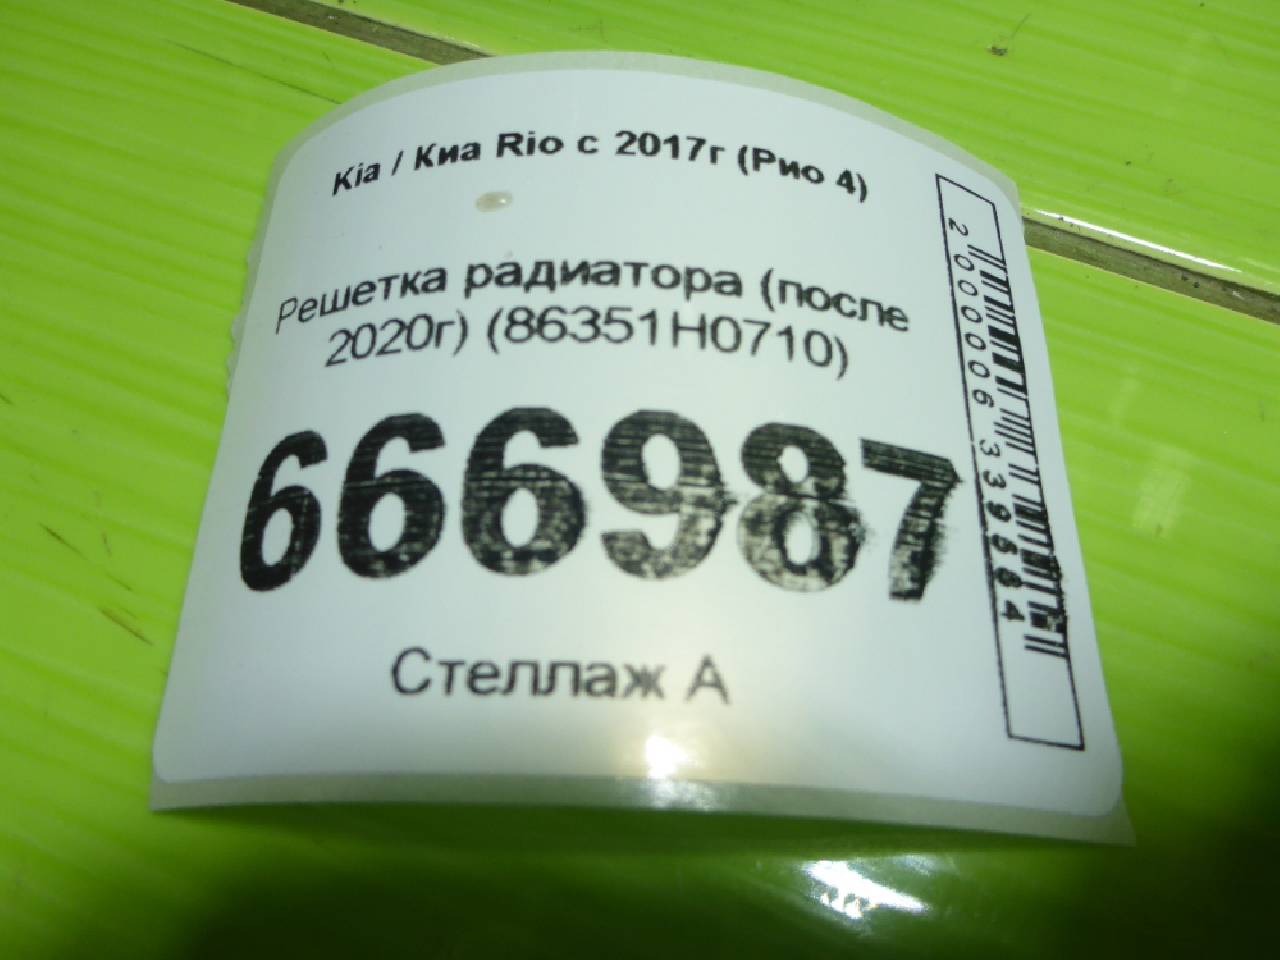 Kia / Киа Rio с 2017г (Рио 4)
Решетка радиатора (после
2020г) (86351H0710)
666987
Стеллаж А
2000006339584